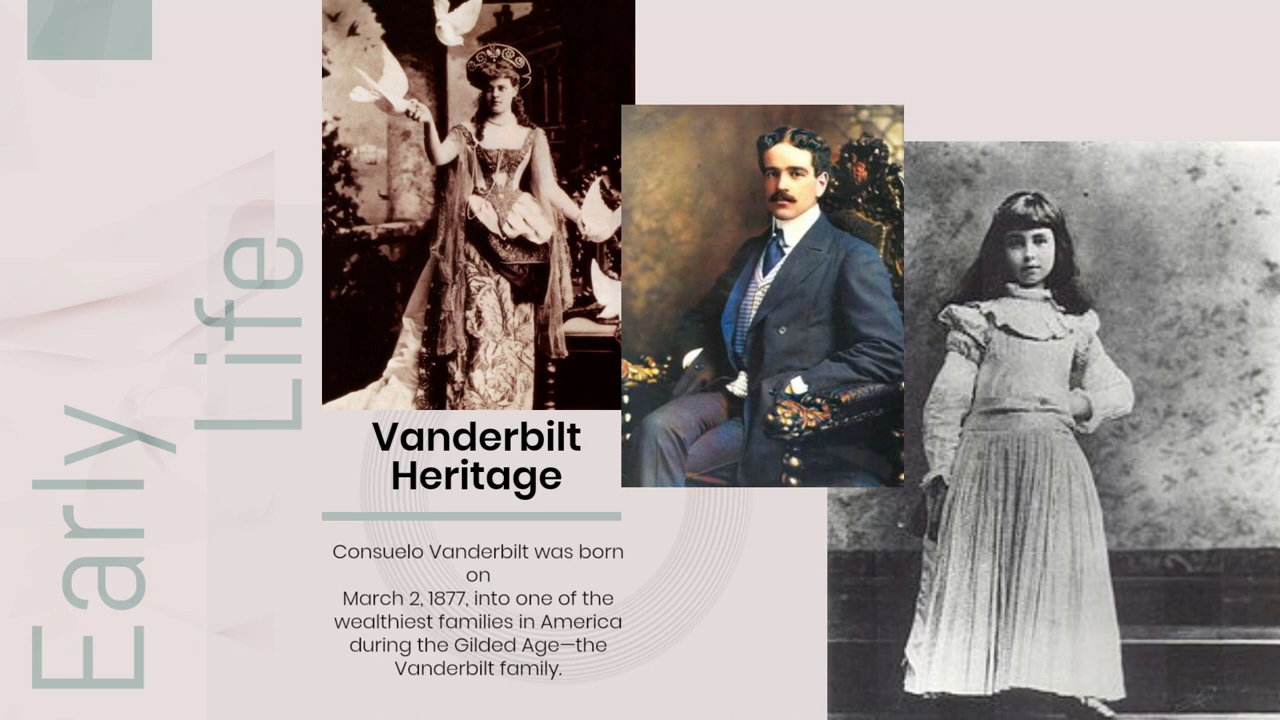 Early
Life
Vanderbilt
Heritage
Consuelo Vanderbilt was born
on
March 2, 1877, into one of the
wealthiest families in America
during the Gilded Age—the
Vanderbilt family.